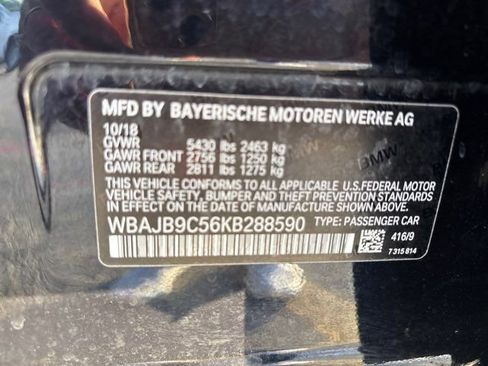 MFD BY BAYERISCHE MOTOREN WERKE AG
10/18
GVWR 5430 lbs 2463 kg
GAWR FRONT 2756 lbs 1250 kg
GAWR REAR 2811 lbs 1275 kg
THIS VEHICLE CONFORMS TO ALL APPLICABLE U.S.FEDERAL MOTOR
VEHICLE SAFETY, BUMPER, AND THEFT PREVENTION STANDARDS IN
EFFECT ON THE DATE OF MANUFACTURE SHOWN ABOVE.
WBAJB9C56KB288590 TYPE: PASSENGER CAR
416/9
7 315 814